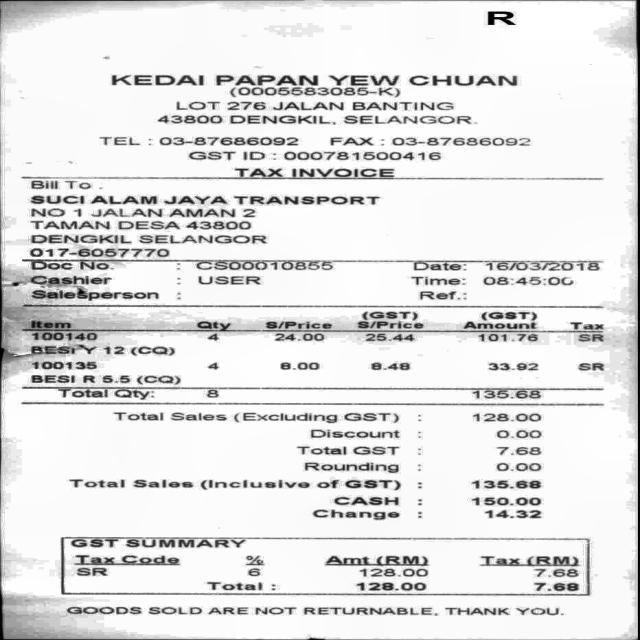 R
KEDAI PAPAN YEW CHUAN
(0005583085-K)
LOT 276 JALAN BANTING
43800 DENGKIL, SELANGOR.
TEL : 03-87686092 FAX : 03-87686092
GST ID : 000781500416
TAX INVOICE
Bill To :
SUCI ALAM JAYA TRANSPORT
NO 1 JALAN AMAN 2
TAMAN DESA 43800
DENGKIL SELANGOR
017-6057770
Doc No. : CS00010855 Date: 16/03/2018
Cashier : USER Time: 08:45:00
Salesperson : Ref.:
(GST) (GST)
Item Qty S/Price S/Price Amount Tax
100140 4 24.00 25.44 101.76 SR
BESI Y 12 (CQ)
100135 4 8.00 8.48 33.92 SR
BESI R 5.5 (CQ)
Total Qty: 8 135.68
Total Sales (Excluding GST) : 128.00
Discount : 0.00
Total GST : 7.68
Rounding : 0.00
Total Sales (Inclusive of GST) : 135.68
CASH : 150.00
Change : 14.32
GST SUMMARY
Tax Code % Amt (RM) Tax (RM)
SR 6 128.00 7.68
Total : 128.00 7.68
GOODS SOLD ARE NOT RETURNABLE, THANK YOU.